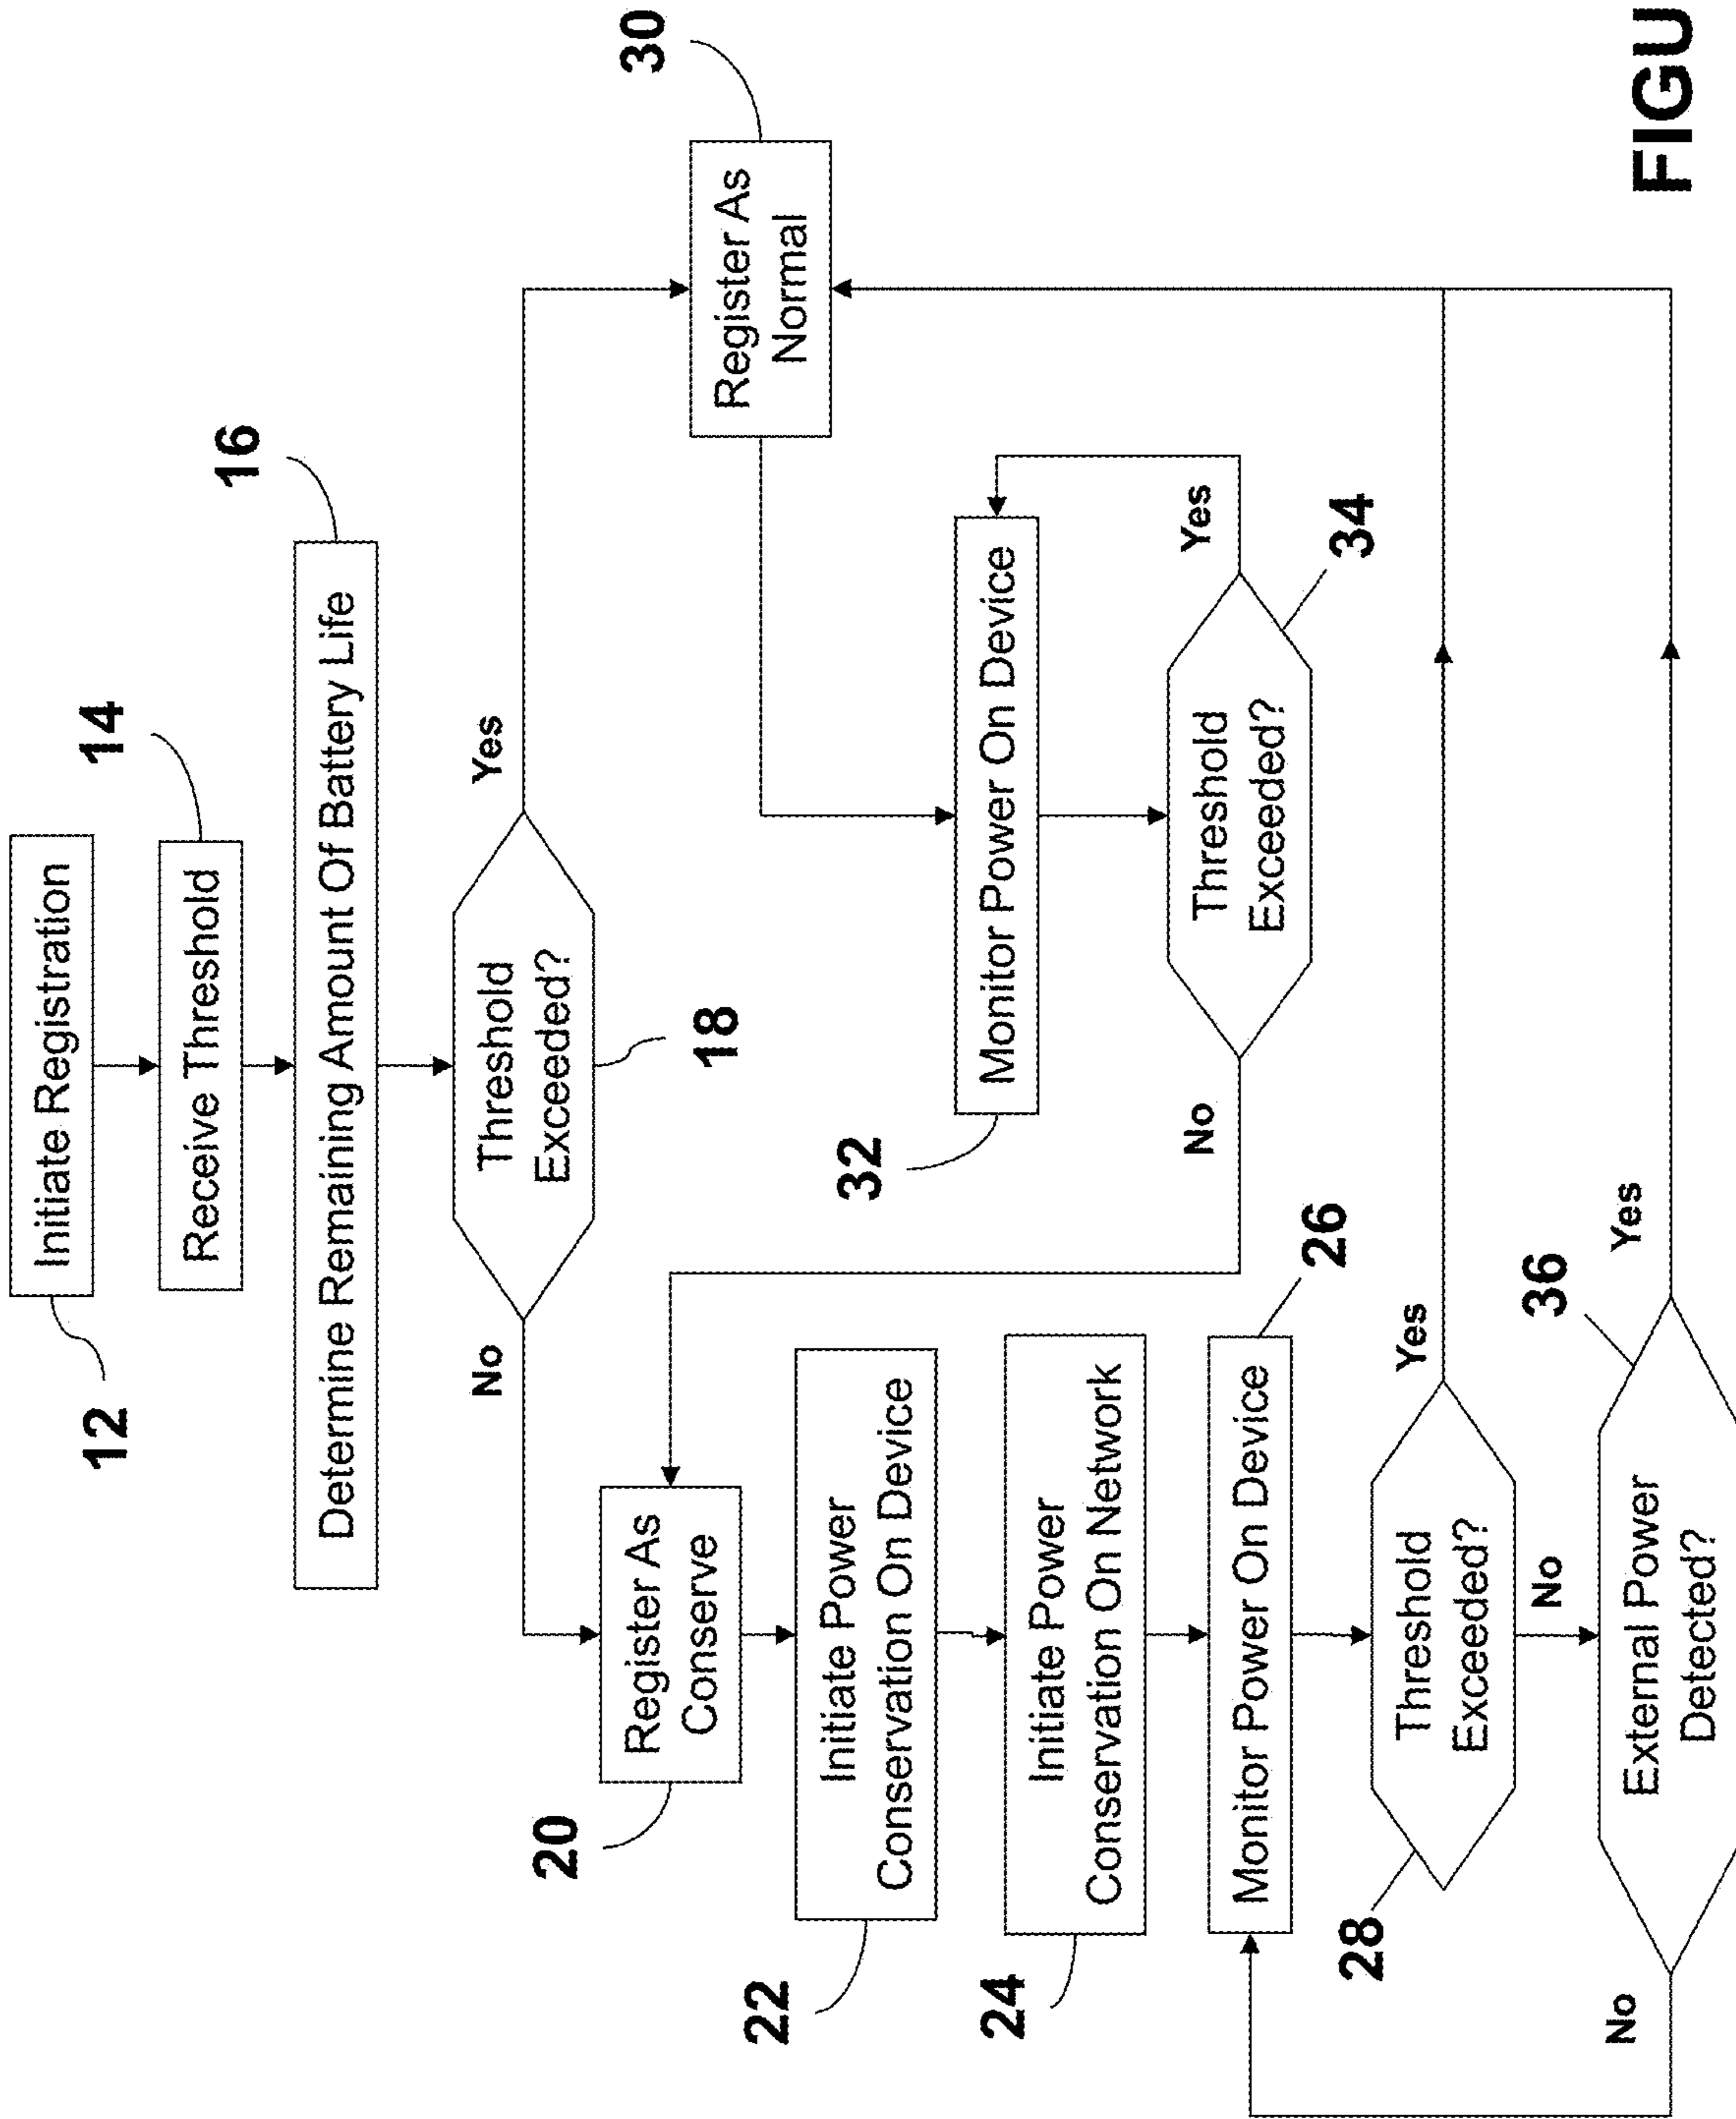 12
Initiate Registration
Receive Threshold
14
Determine Remaining Amount Of Battery Life
16
Threshold
Exceeded?
18
No
Yes
Register As
Conserve
20
Register As
Normal
30
Initiate Power
Conservation On Device
22
Monitor Power On Device
32
Initiate Power
Conservation On Network
24
Threshold
Exceeded?
34
No
Yes
Monitor Power On Device
26
Threshold
Exceeded?
28
Yes
No
External Power
Detected?
36
No
Yes
FIGU